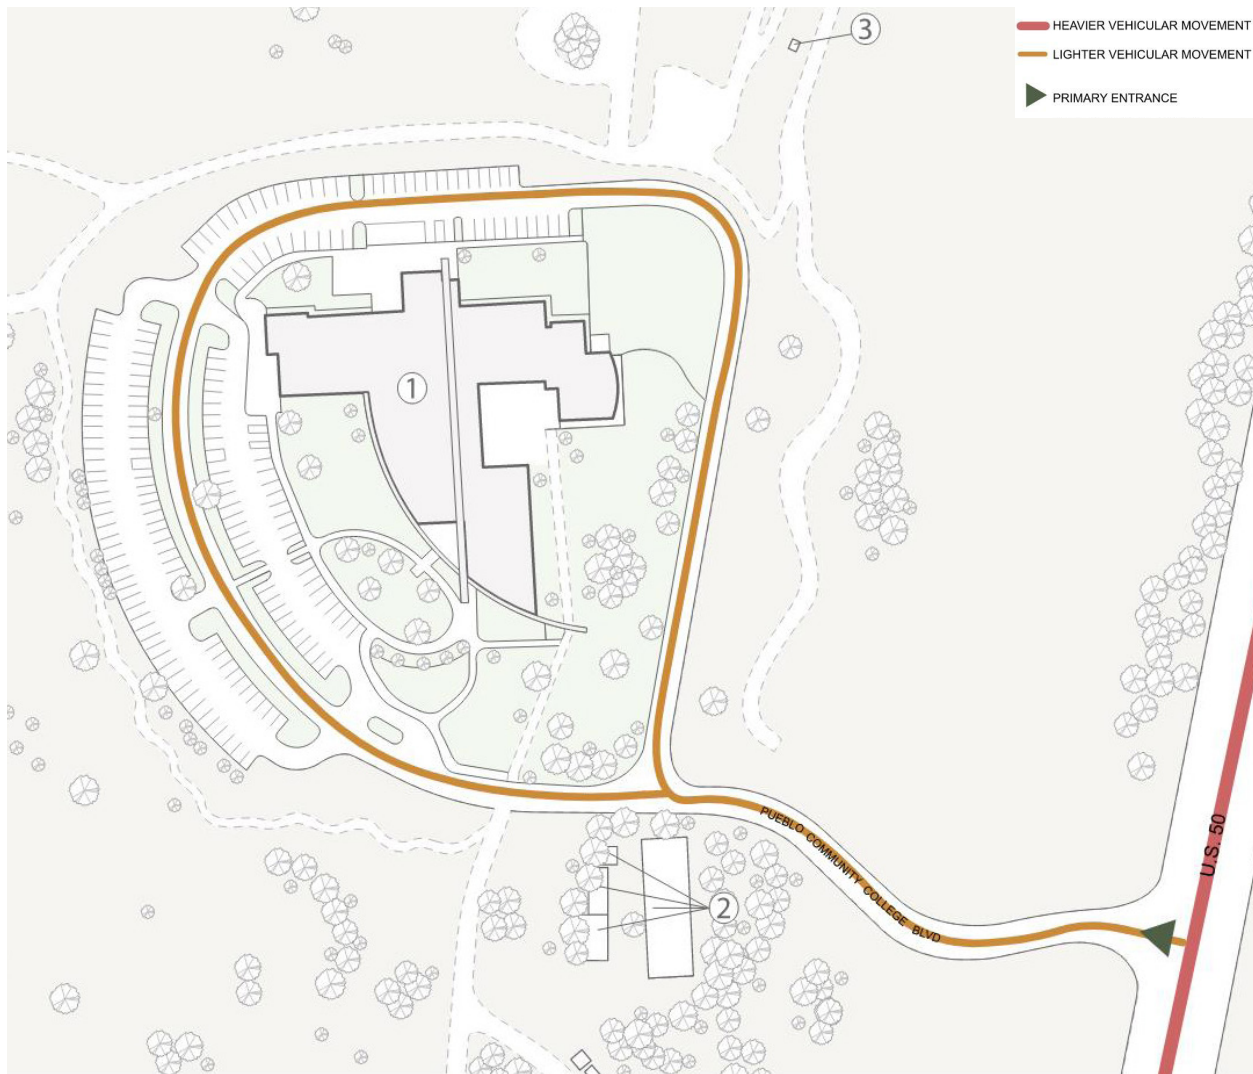 HEAVIER VEHICULAR MOVEMENT
LIGHTER VEHICULAR MOVEMENT
PRIMARY ENTRANCE
3
1
PUEBLO COMMUNITY COLLEGE BLVD
U.S. 50
2